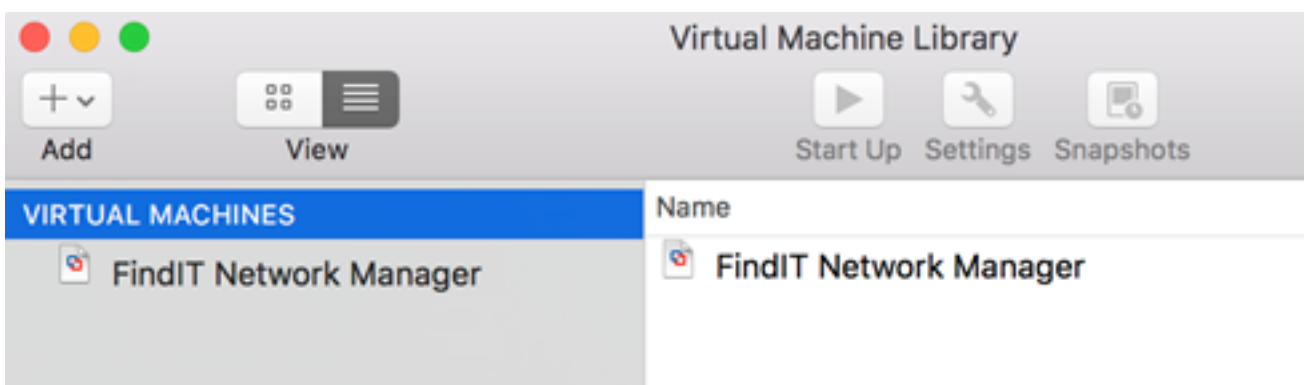 Virtual Machine Library
Add View Start Up Settings Snapshots
VIRTUAL MACHINES
FindIT Network Manager
Name
FindIT Network Manager